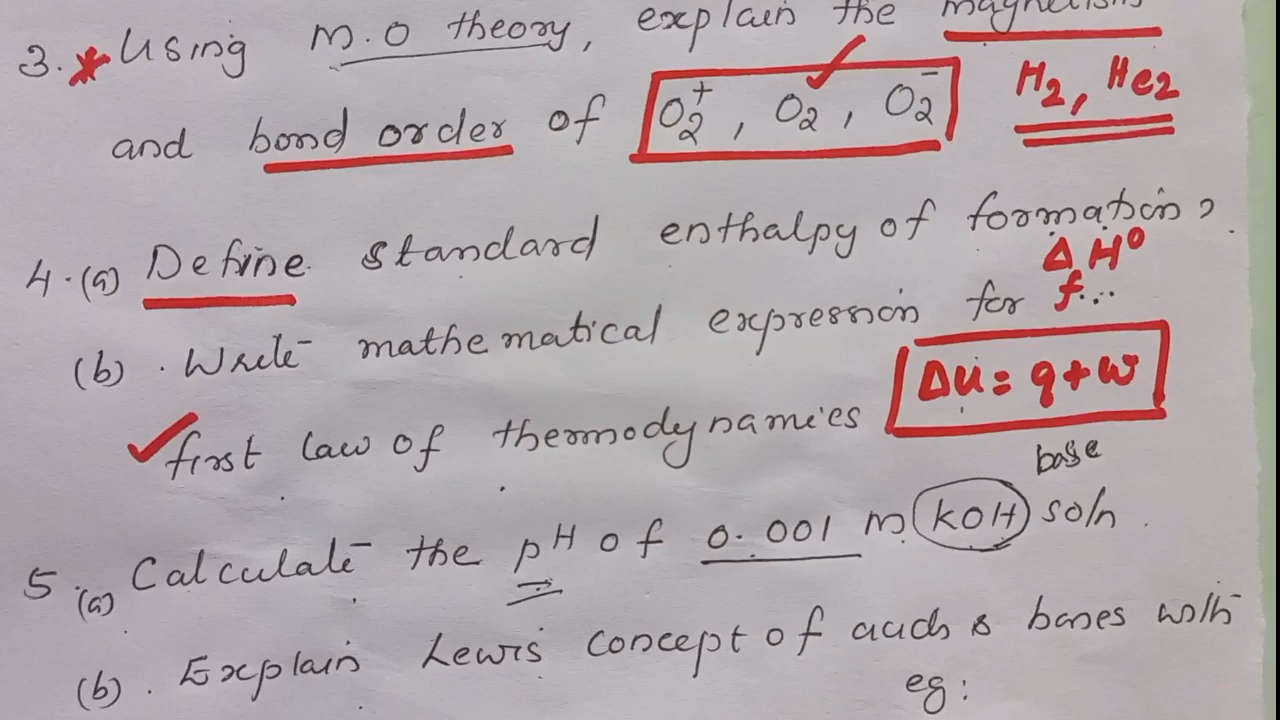 3. * Using M.O theory, explain the magnetism
and bond order of O₂⁺, O₂, O₂⁻ H₂, He₂
4.(a) Define standard enthalpy of formation?
ΔH⁰f...
(b). Write mathematical expression for
first law of thermodynamics ΔU = q + w
base
5.(a) Calculate the pH of 0.001 M KOH soln.
(b). Explain Lewis concept of acids & bases with
eg: